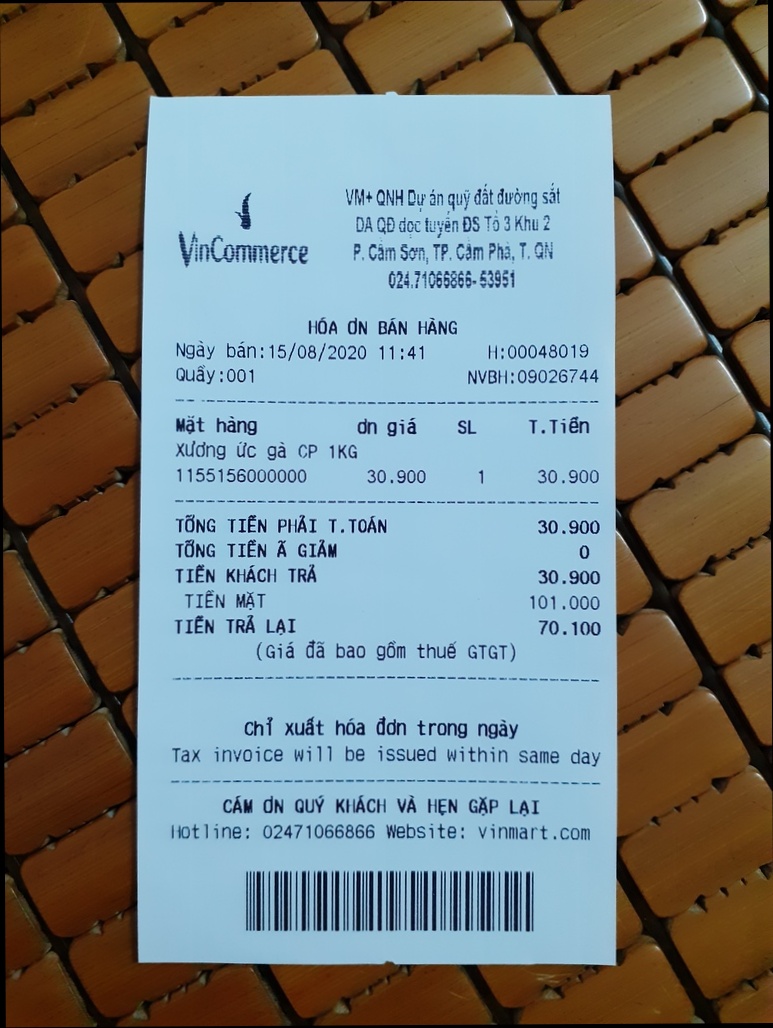 VinCommerce
VM+ QNH Dự án quỹ đất đường sắt
DA QĐ dọc tuyến ĐS Tổ 3 Khu 2
P. Cẩm Sơn, TP. Cẩm Phả, T. QN
024.71066866-53951
HÓA ƠN BÁN HÀNG
Ngày bán:15/08/2020 11:41 H:00048019
Quầy:001 NVBH:09026744
Mặt hàng ơn giá SL T.Tiền
Xương ức gà CP 1KG
1155156000000 30.900 1 30.900
TỔNG TIỀN PHẢI T.TOÁN 30.900
TỔNG TIỀN Ã GIẢM 0
TIỀN KHÁCH TRẢ 30.900
TIỀN MẶT 101.000
TIỀN TRẢ LẠI 70.100
(Giá đã bao gồm thuế GTGT)
Chỉ xuất hóa đơn trong ngày
Tax invoice will be issued within same day
CÁM ƠN QUÝ KHÁCH VÀ HẸN GẶP LẠI
Hotline: 02471066866 Website: vinmart.com